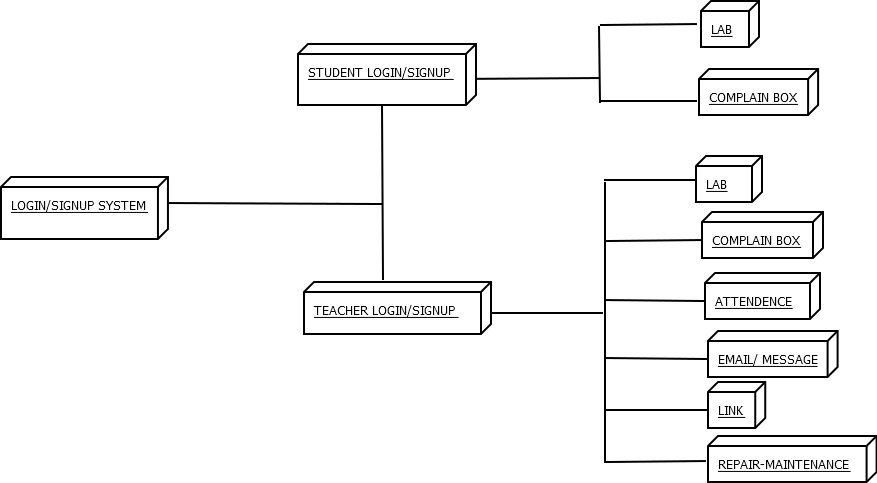 LAB
STUDENT LOGIN/SIGNUP
COMPLAIN BOX
LOGIN/SIGNUP SYSTEM
LAB
COMPLAIN BOX
ATTENDENCE
TEACHER LOGIN/SIGNUP
EMAIL/ MESSAGE
LINK
REPAIR-MAINTENANCE